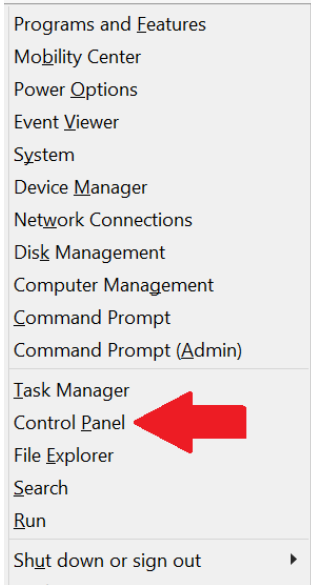 Programs and Features
Mobility Center
Power Options
Event Viewer
System
Device Manager
Network Connections
Disk Management
Computer Management
Command Prompt
Command Prompt (Admin)
Task Manager
Control Panel
File Explorer
Search
Run
Shut down or sign out